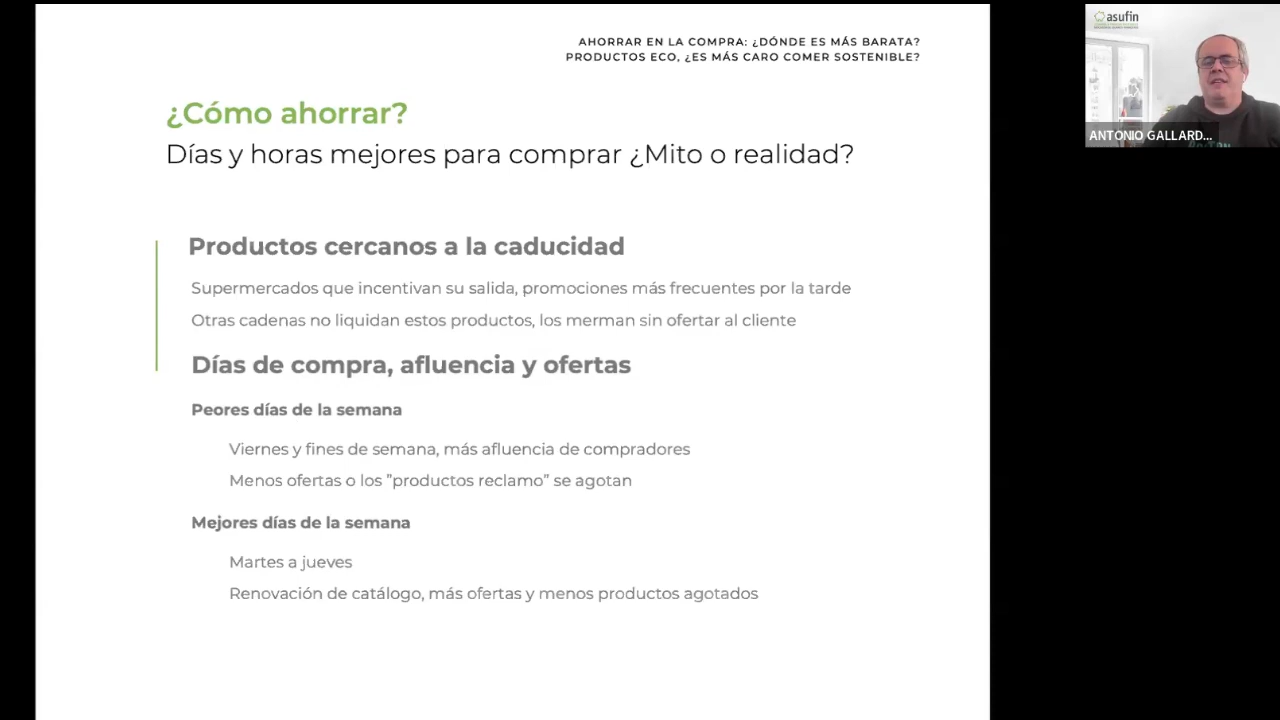 AHORRAR EN LA COMPRA: ¿DÓNDE ES MÁS BARATA?
PRODUCTOS ECO, ¿ES MÁS CARO COMER SOSTENIBLE?
¿Cómo ahorrar?
Días y horas mejores para comprar ¿Mito o realidad?
Productos cercanos a la caducidad
Supermercados que incentivan su salida, promociones más frecuentes por la tarde
Otras cadenas no liquidan estos productos, los merman sin ofertar al cliente
Días de compra, afluencia y ofertas
Peores días de la semana
Viernes y fines de semana, más afluencia de compradores
Menos ofertas o los ”productos reclamo” se agotan
Mejores días de la semana
Martes a jueves
Renovación de catálogo, más ofertas y menos productos agotados
asufin
ANTONIO GALLARD...